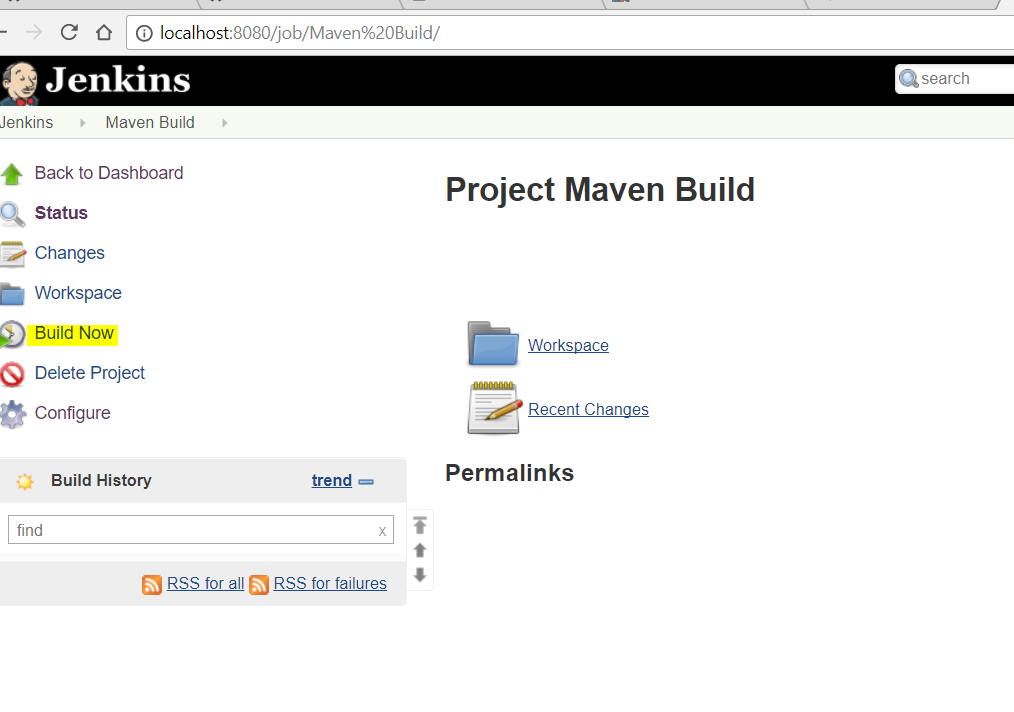 localhost:8080/job/Maven%20Build/
Jenkins
search
Jenkins
Maven Build
Back to Dashboard
Status
Changes
Workspace
Build Now
Delete Project
Configure
Project Maven Build
Workspace
Recent Changes
Build History
trend
find
x
RSS for all
RSS for failures
Permalinks